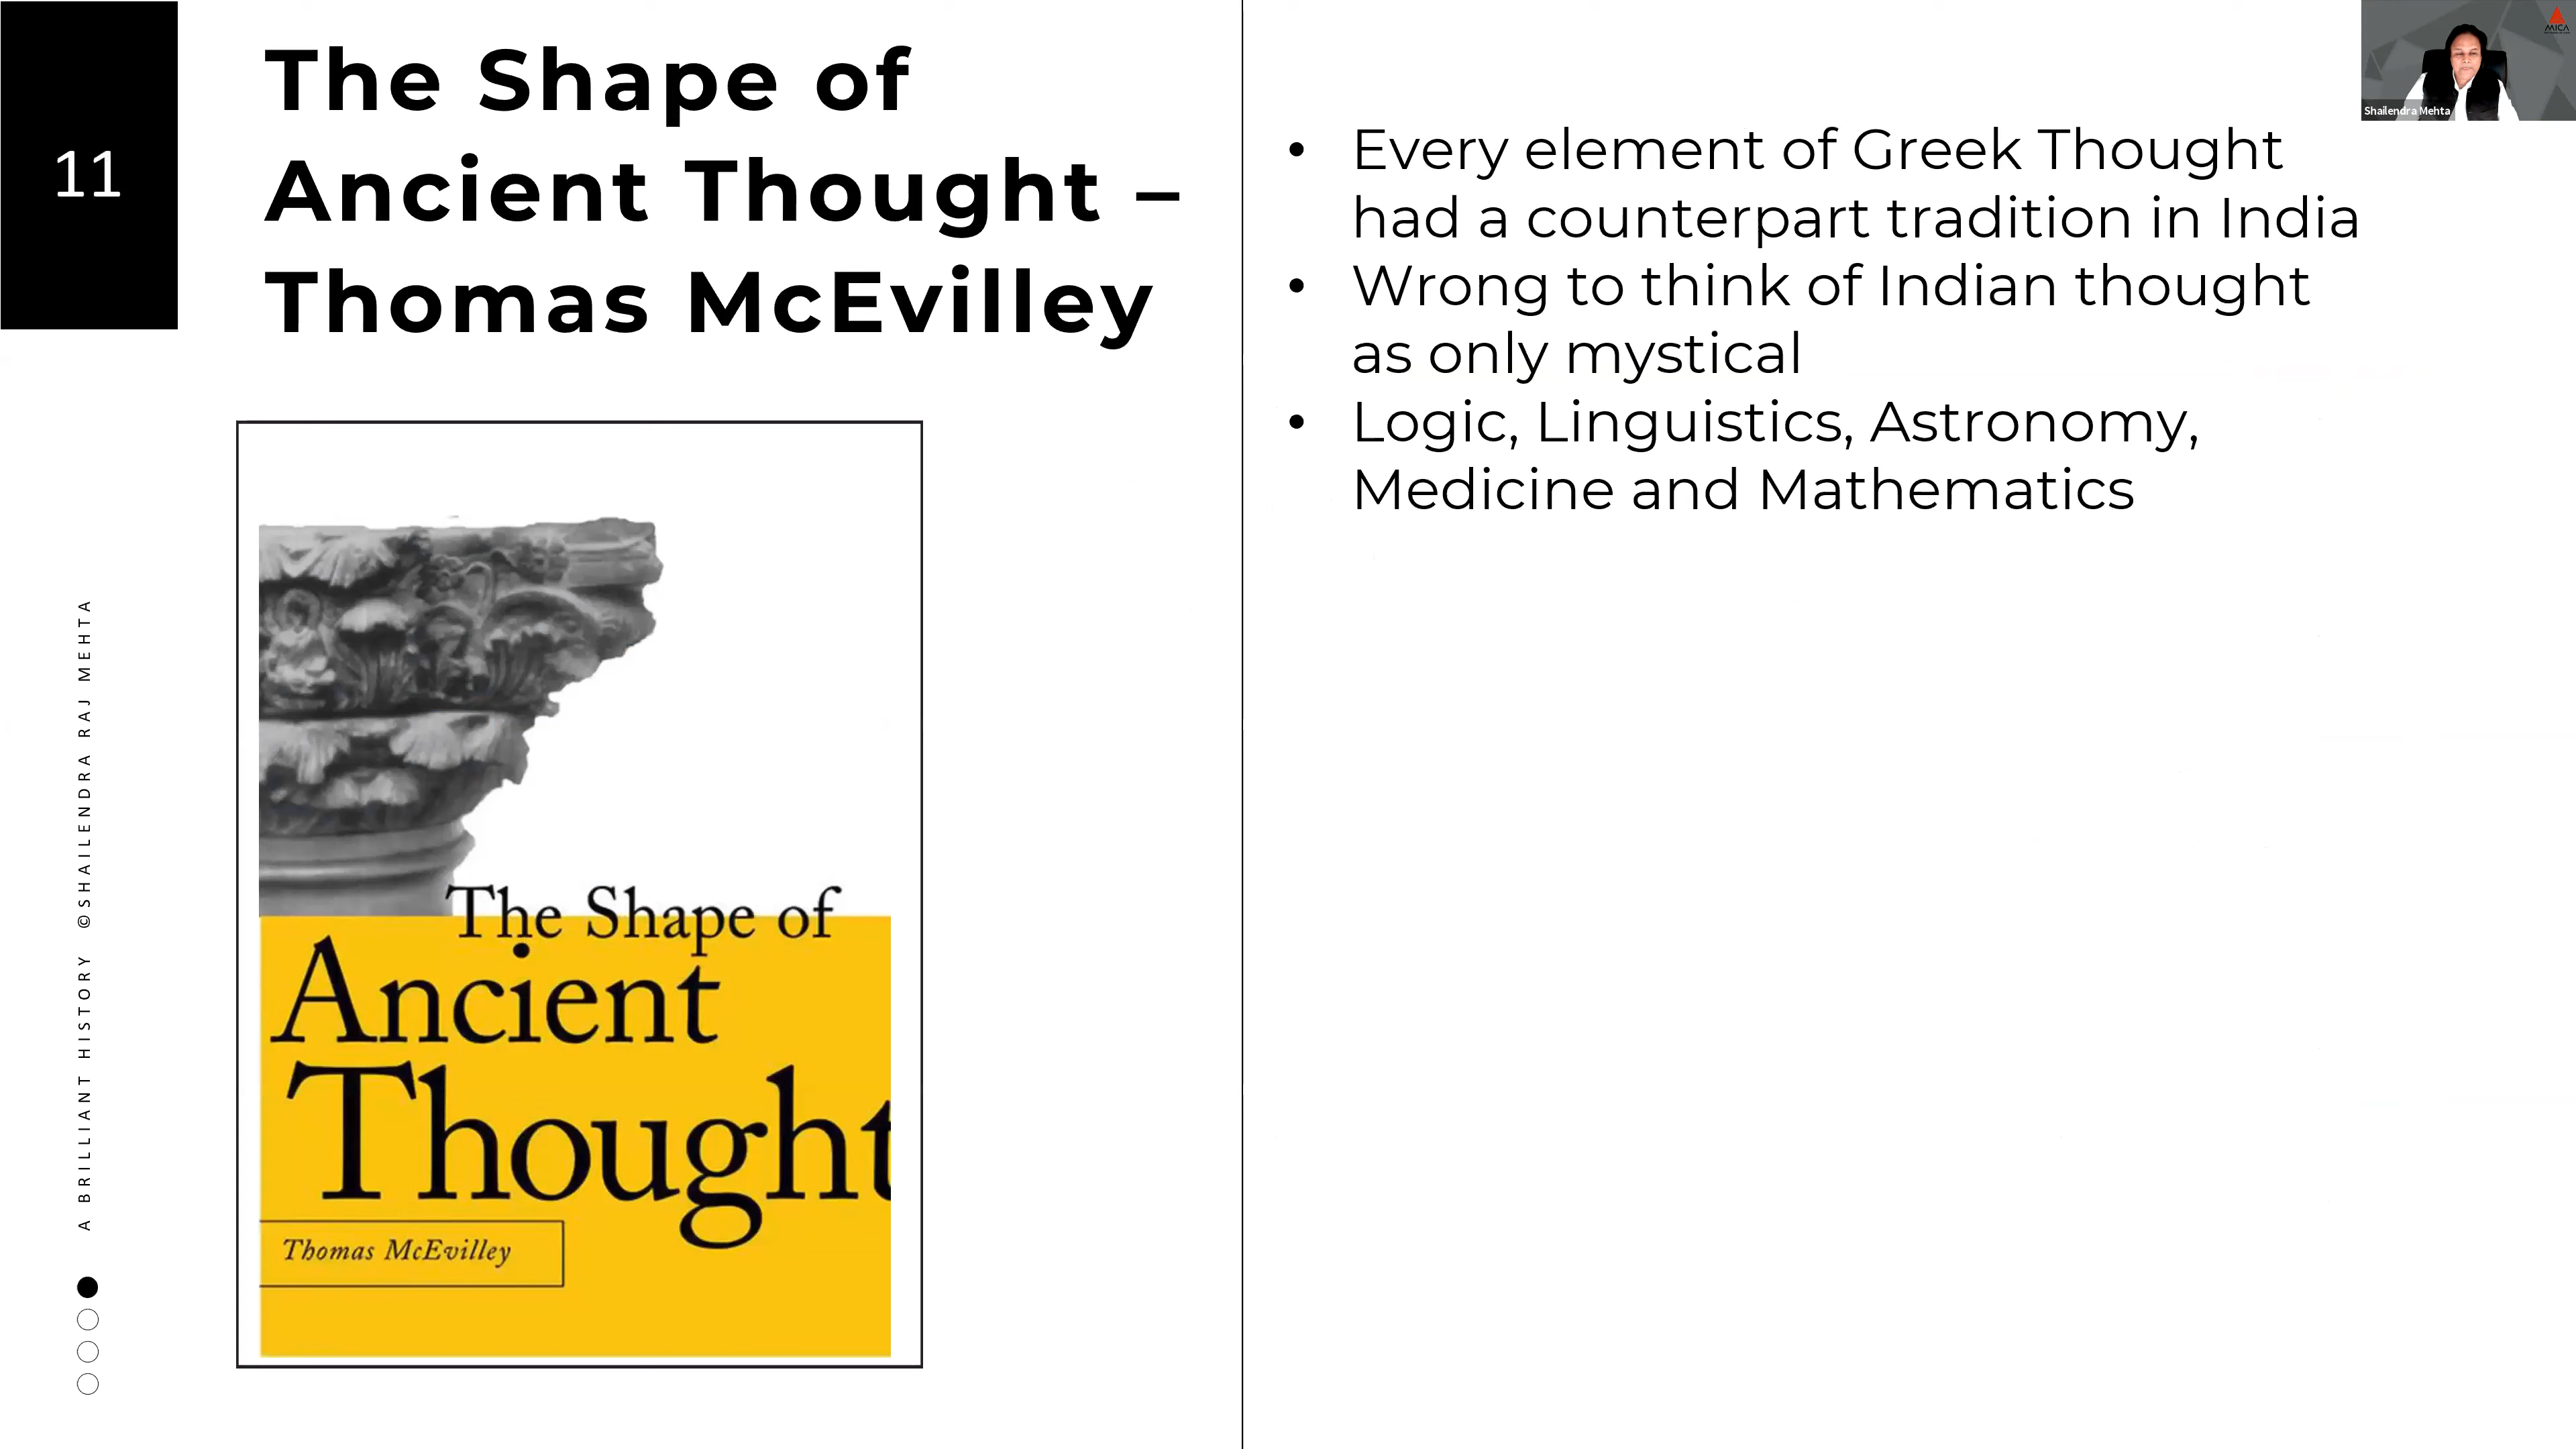 11
The Shape of
Ancient Thought –
Thomas McEvilley
• Every element of Greek Thought
had a counterpart tradition in India
• Wrong to think of Indian thought
as only mystical
• Logic, Linguistics, Astronomy,
Medicine and Mathematics
The Shape of
Ancient
Thought
Thomas McEvilley
A BRILLIANT HISTORY ©SHAILENDRA RAJ MEHTA
Shailendra Mehta
MICA